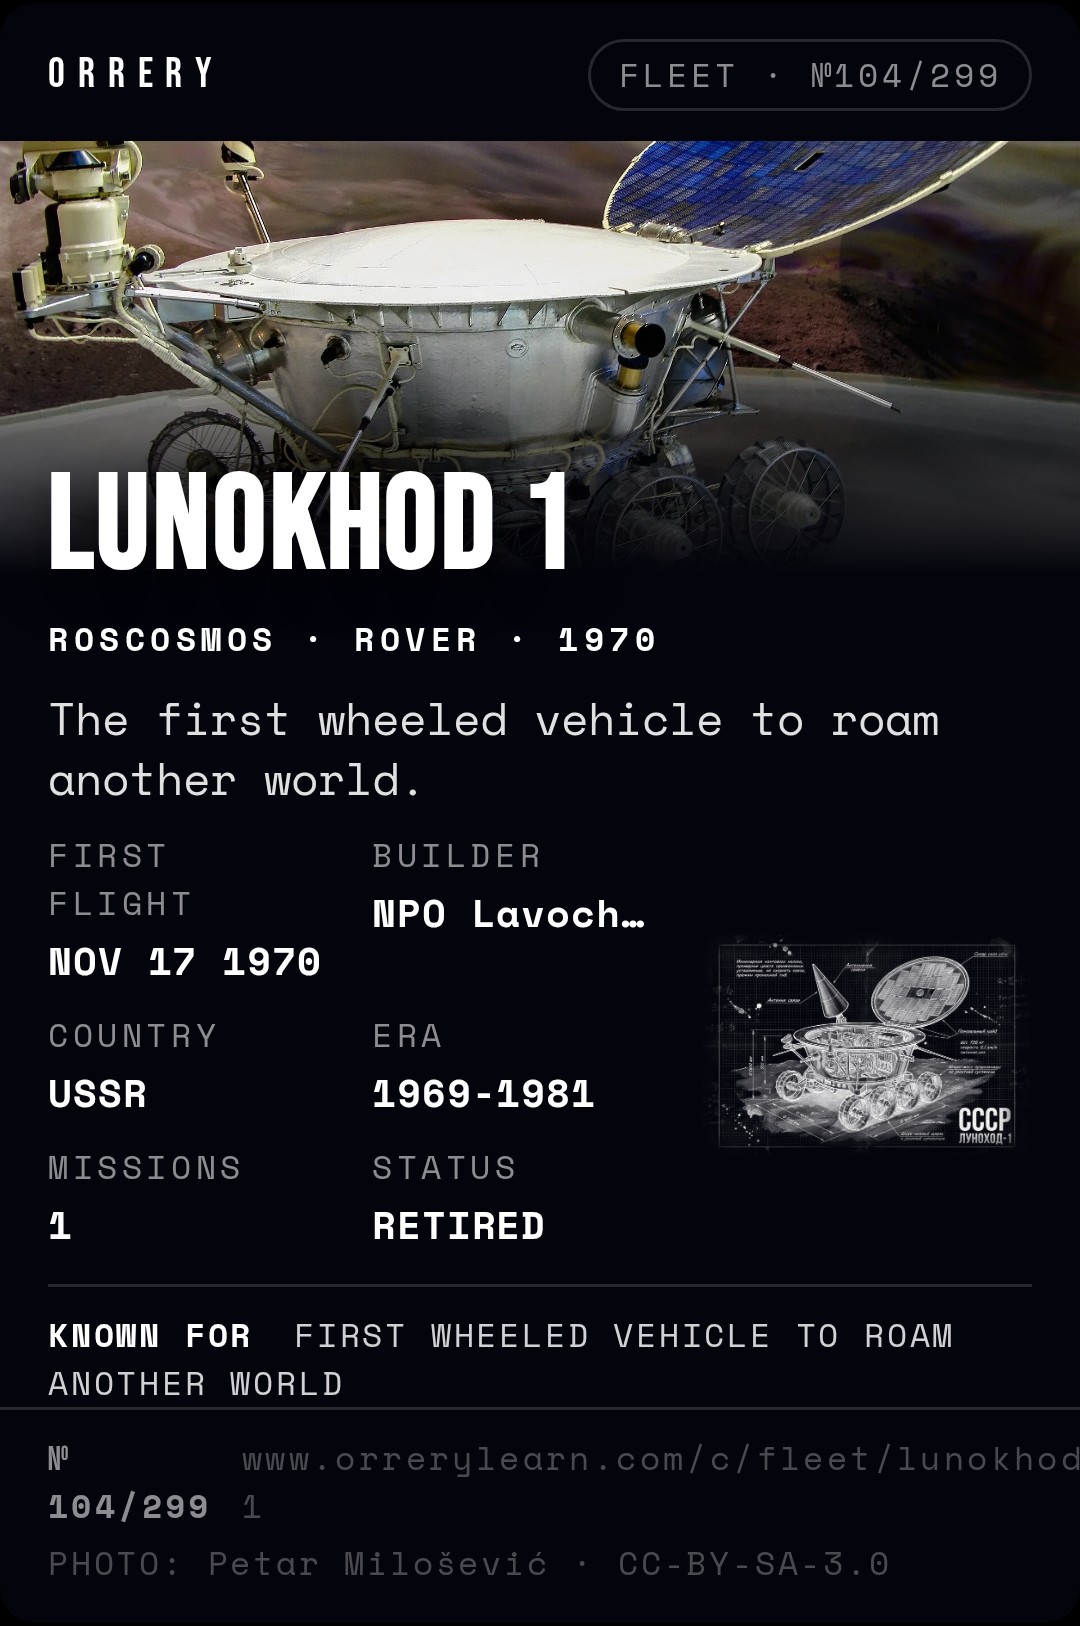 ORRERY
FLEET · №104/299
LUNOKHOD 1
ROSCOSMOS · ROVER · 1970
The first wheeled vehicle to roam
another world.
FIRST
FLIGHT
NOV 17 1970
BUILDER
NPO Lavoch…
COUNTRY
USSR
ERA
1969-1981
MISSIONS
1
STATUS
RETIRED
СССР
ЛУНОХОД-1
KNOWN FOR FIRST WHEELED VEHICLE TO ROAM
ANOTHER WORLD
№
104/299
www.orrerylearn.com/c/fleet/lunokhod
1
PHOTO: Petar Milošević · CC-BY-SA-3.0